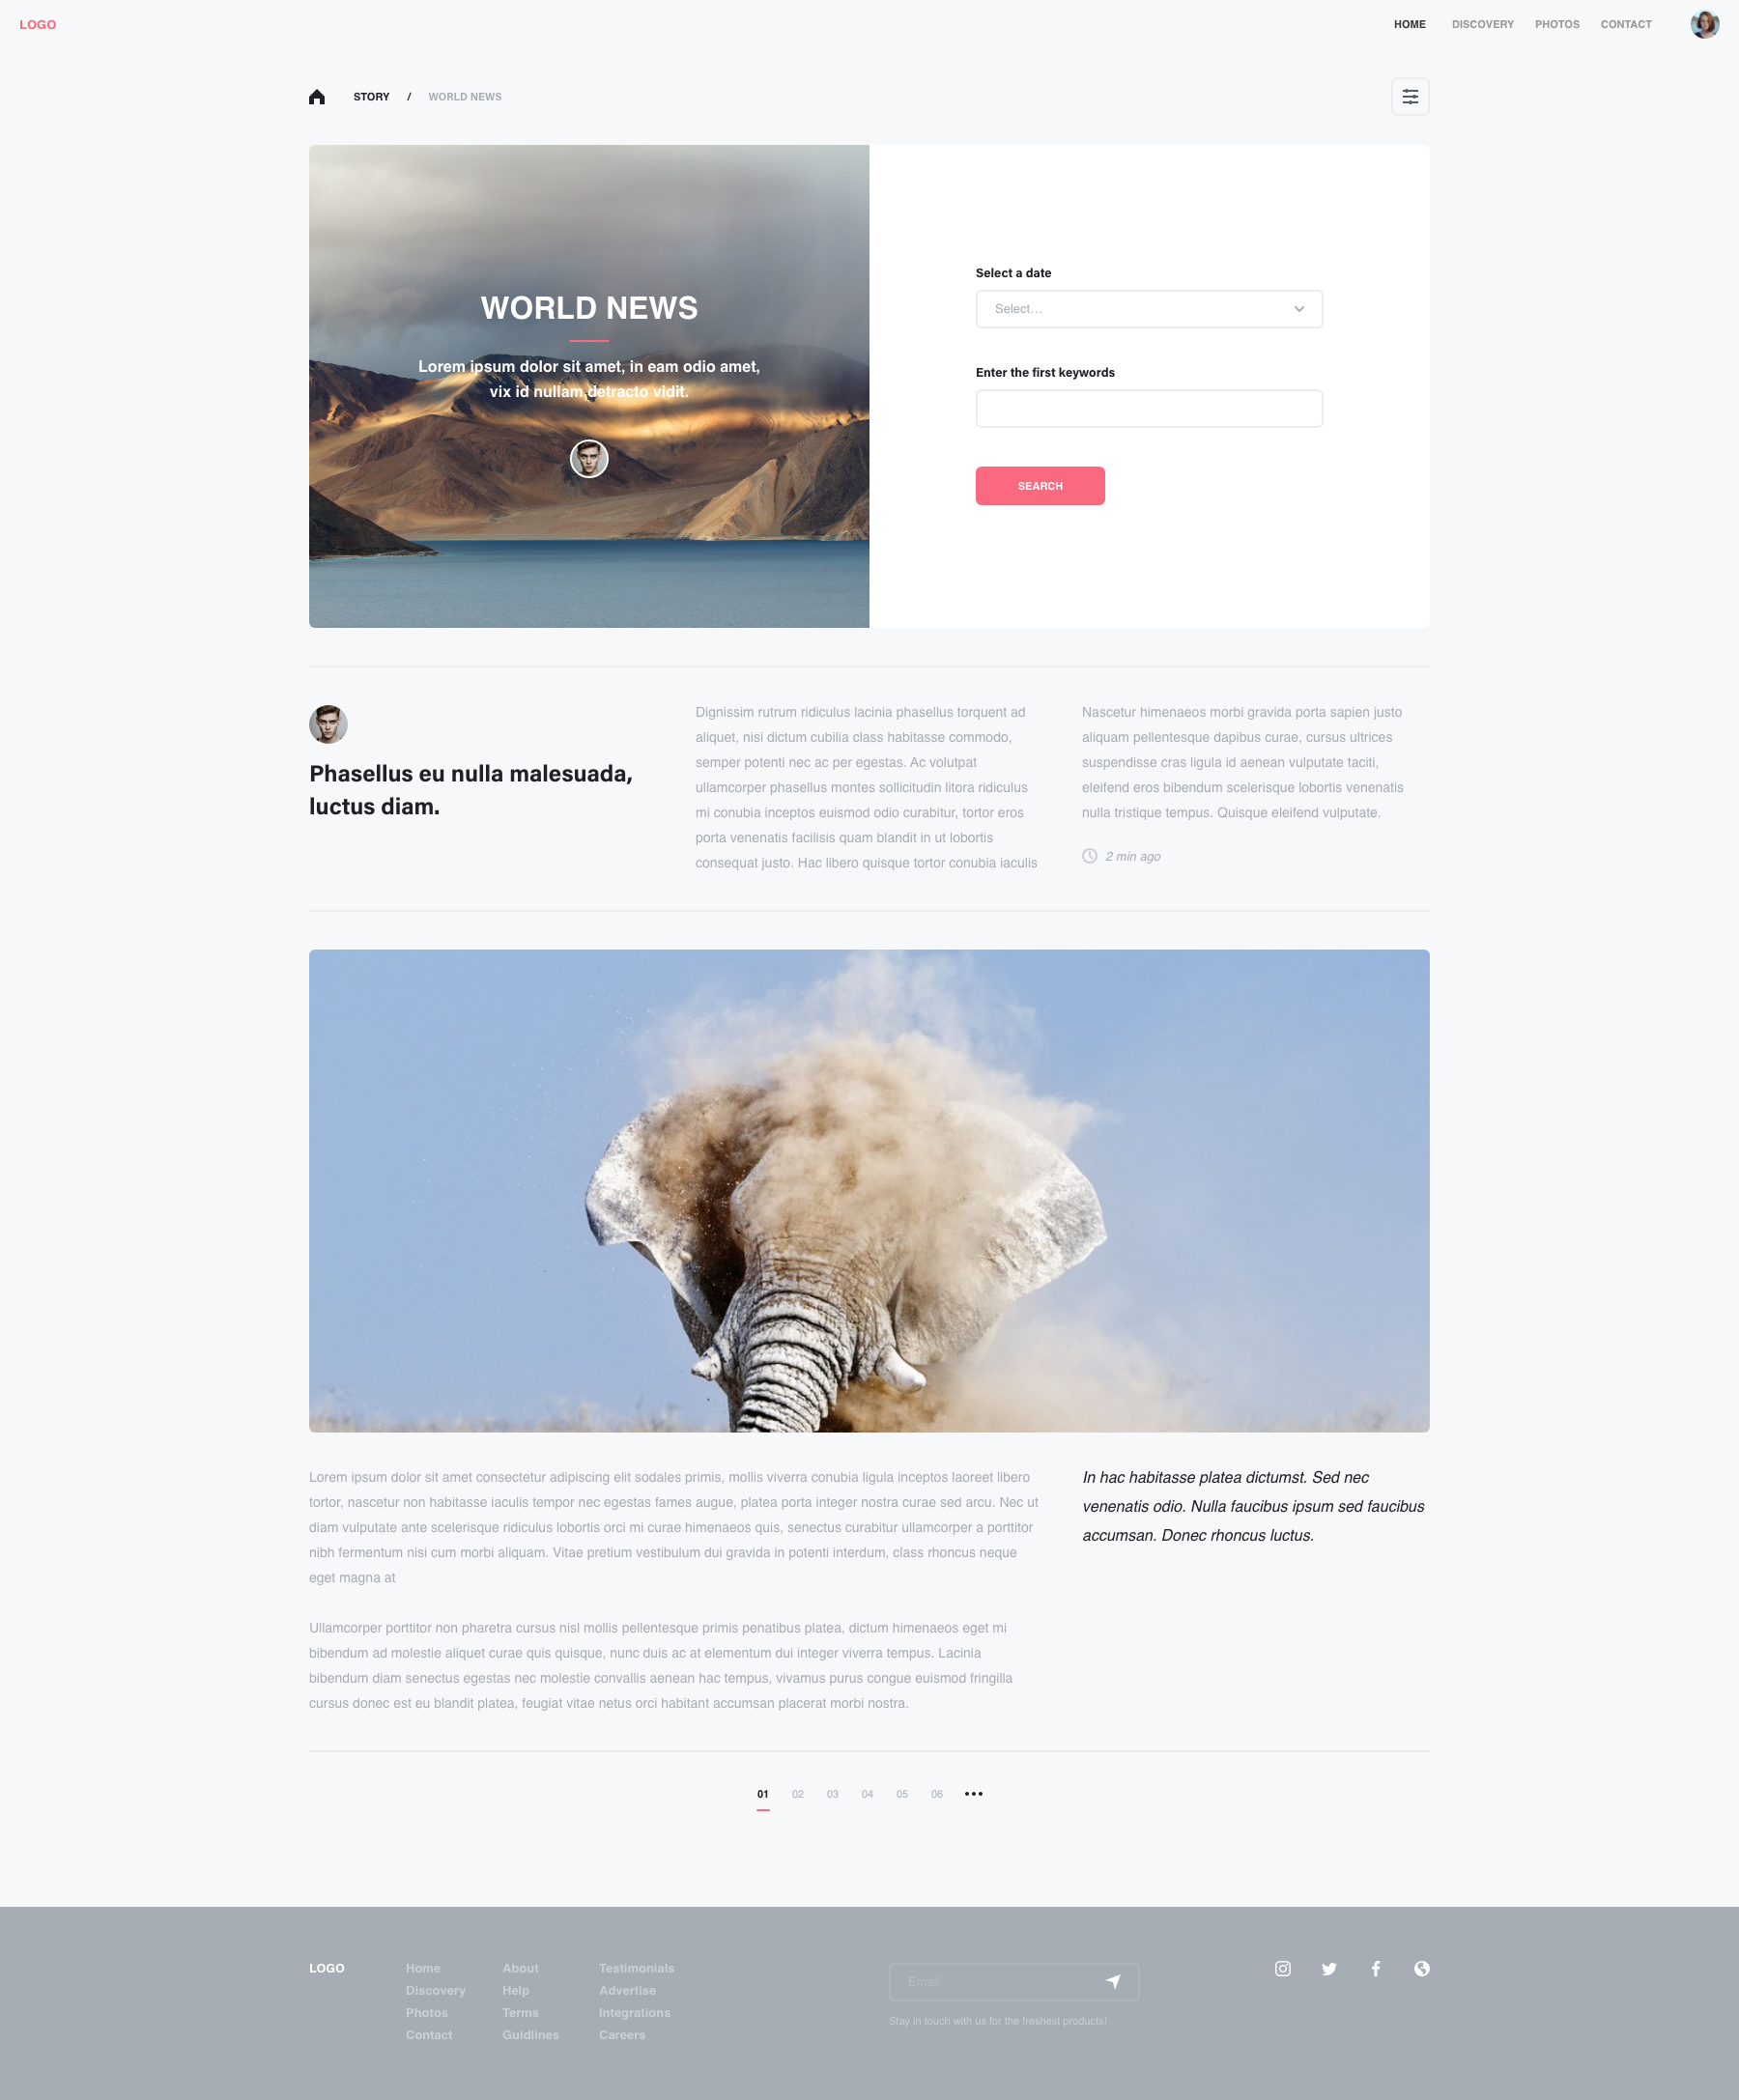 LOGO
HOME DISCOVERY PHOTOS CONTACT
STORY / WORLD NEWS
WORLD NEWS
Lorem ipsum dolor sit amet, in eam odio amet,
vix id nullam detracto vidit.
Select a date
Select...
Enter the first keywords
SEARCH
Phasellus eu nulla malesuada,
luctus diam.
Dignissim rutrum ridiculus lacinia phasellus torquent ad
aliquet, nisi dictum cubilia class habitasse commodo,
semper potenti nec ac per egestas. Ac volutpat
ullamcorper phasellus montes sollicitudin litora ridiculus
mi conubia inceptos euismod odio curabitur, tortor eros
porta venenatis facilisis quam blandit in ut lobortis
consequat justo. Hac libero quisque tortor conubia iaculis
Nascetur himenaeos morbi gravida porta sapien justo
aliquam pellentesque dapibus curae, cursus ultrices
suspendisse cras ligula id aenean vulputate taciti,
eleifend eros bibendum scelerisque lobortis venenatis
nulla tristique tempus. Quisque eleifend vulputate.
2 min ago
Lorem ipsum dolor sit amet consectetur adipiscing elit sodales primis, mollis viverra conubia ligula inceptos laoreet libero
tortor, nascetur non habitasse iaculis tempor nec egestas fames augue, platea porta integer nostra curae sed arcu. Nec ut
diam vulputate ante scelerisque ridiculus lobortis orci mi curae himenaeos quis, senectus curabitur ullamcorper a porttitor
nibh fermentum nisi cum morbi aliquam. Vitae pretium vestibulum dui gravida in potenti interdum, class rhoncus neque
eget magna at
Ullamcorper porttitor non pharetra cursus nisl mollis pellentesque primis penatibus platea, dictum himenaeos eget mi
bibendum ad molestie aliquet curae quis quisque, nunc duis ac at elementum dui integer viverra tempus. Lacinia
bibendum diam senectus egestas nec molestie convallis aenean hac tempus, vivamus purus congue euismod fringilla
cursus donec est eu blandit platea, feugiat vitae netus orci habitant accumsan placerat morbi nostra.
In hac habitasse platea dictumst. Sed nec
venenatis odio. Nulla faucibus ipsum sed faucibus
accumsan. Donec rhoncus luctus.
01 02 03 04 05 06
LOGO
Home
Discovery
Photos
Contact
About
Help
Terms
Guidlines
Testimonials
Advertise
Integrations
Careers
Email
Stay in touch with us for the freshest products!